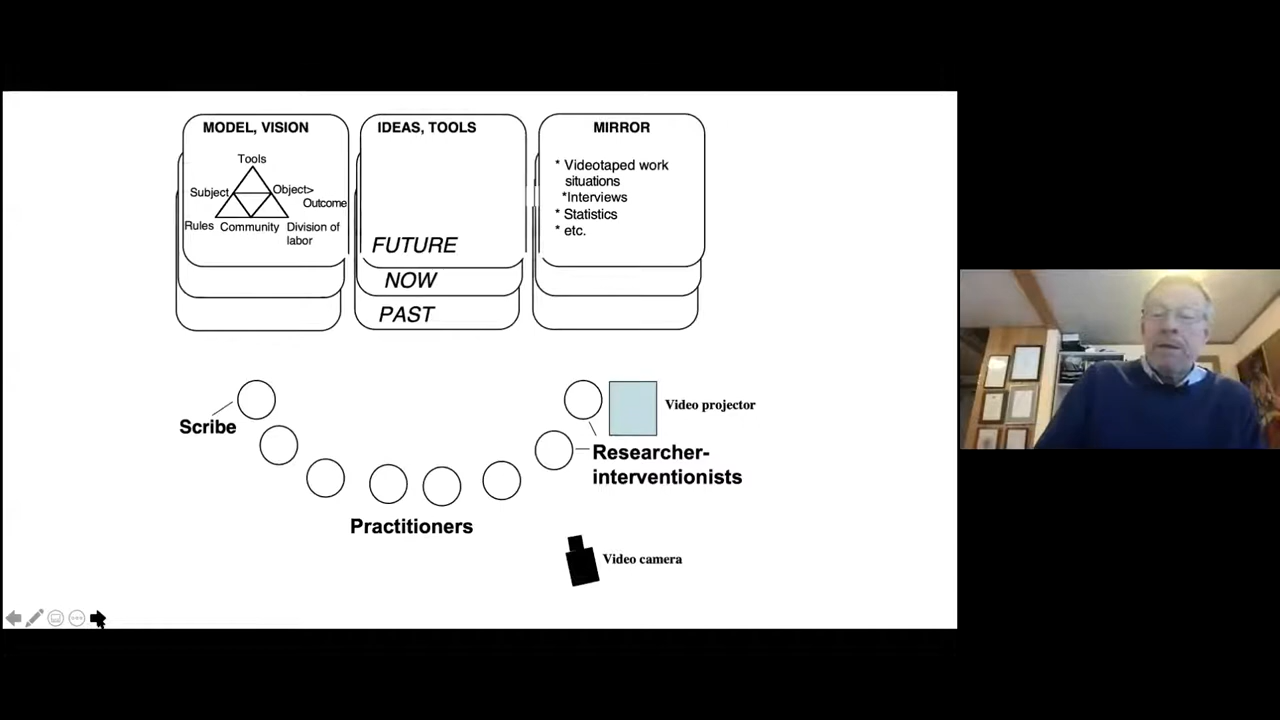 MODEL, VISION
Tools
Subject
Object>
Outcome
Rules
Community
Division of
labor
IDEAS, TOOLS
FUTURE
NOW
PAST
MIRROR
* Videotaped work
situations
*Interviews
* Statistics
* etc.
Scribe
Practitioners
Researcher-
interventionists
Video projector
Video camera